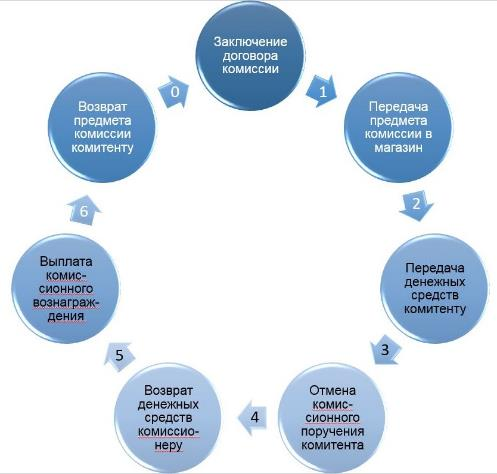 Заключение
договора
комиссии
1
Передача
предмета
комиссии в
магазин
2
Передача
денежных
средств
комитенту
3
Отмена
комис-
сионного
поручения
комитента
4
Возврат
денежных
средств
комиссио-
неру
5
Выплата
комис-
сионного
вознаграж-
дения
6
Возврат
предмета
комиссии
комитенту
0